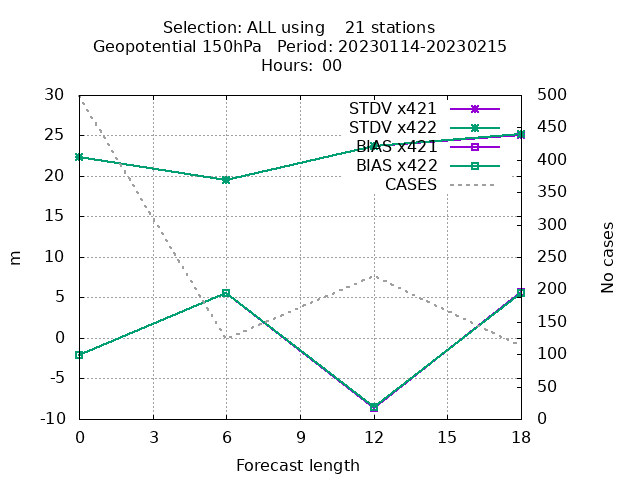 Selection: ALL using    21 stations
Geopotential 150hPa   Period: 20230114-20230215
Hours: 00
STDV x421
STDV x422
BIAS x421
BIAS x422
CASES
30
25
20
15
10
5
0
-5
-10
m
500
450
400
350
300
250
200
150
100
50
0
No cases
0 3 6 9 12 15 18
Forecast length